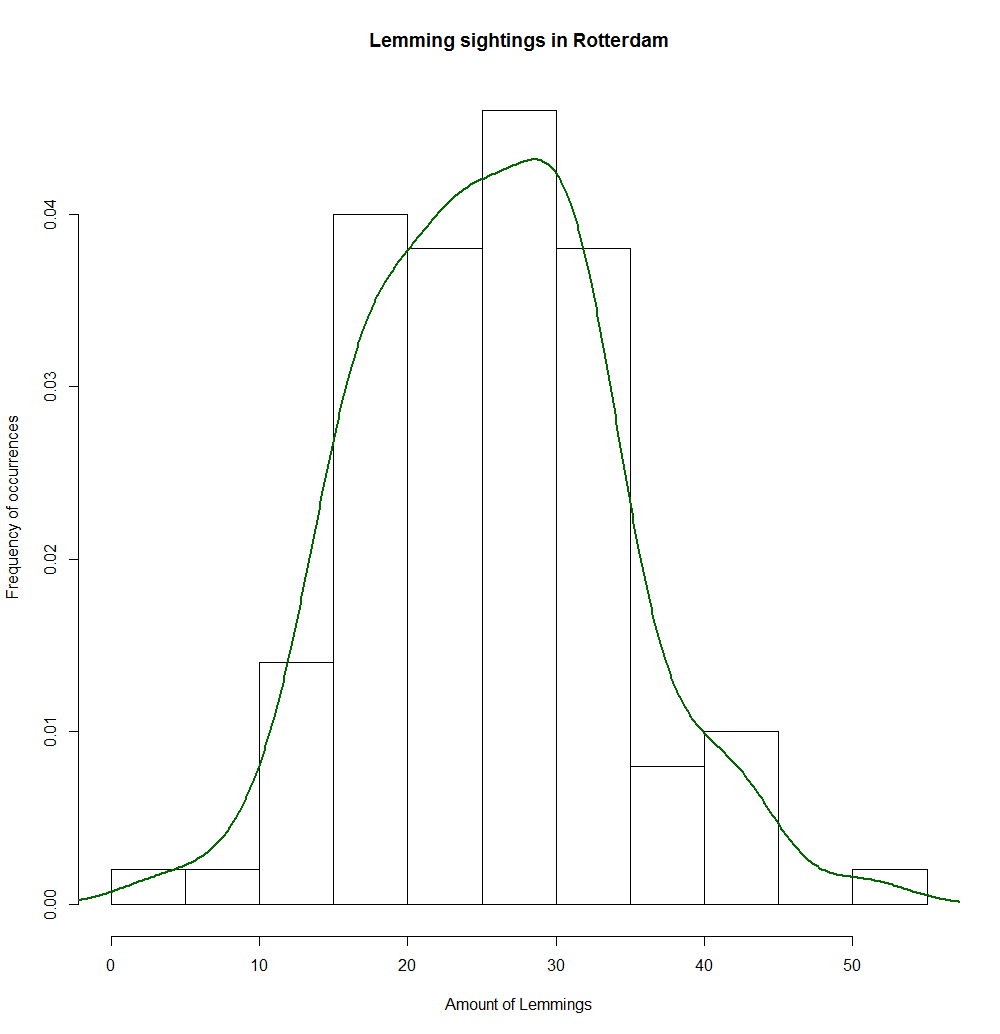 Lemming sightings in Rotterdam
Frequency of occurrences
0.04
0.03
0.02
0.01
0.00
0 10 20 30 40 50
Amount of Lemmings